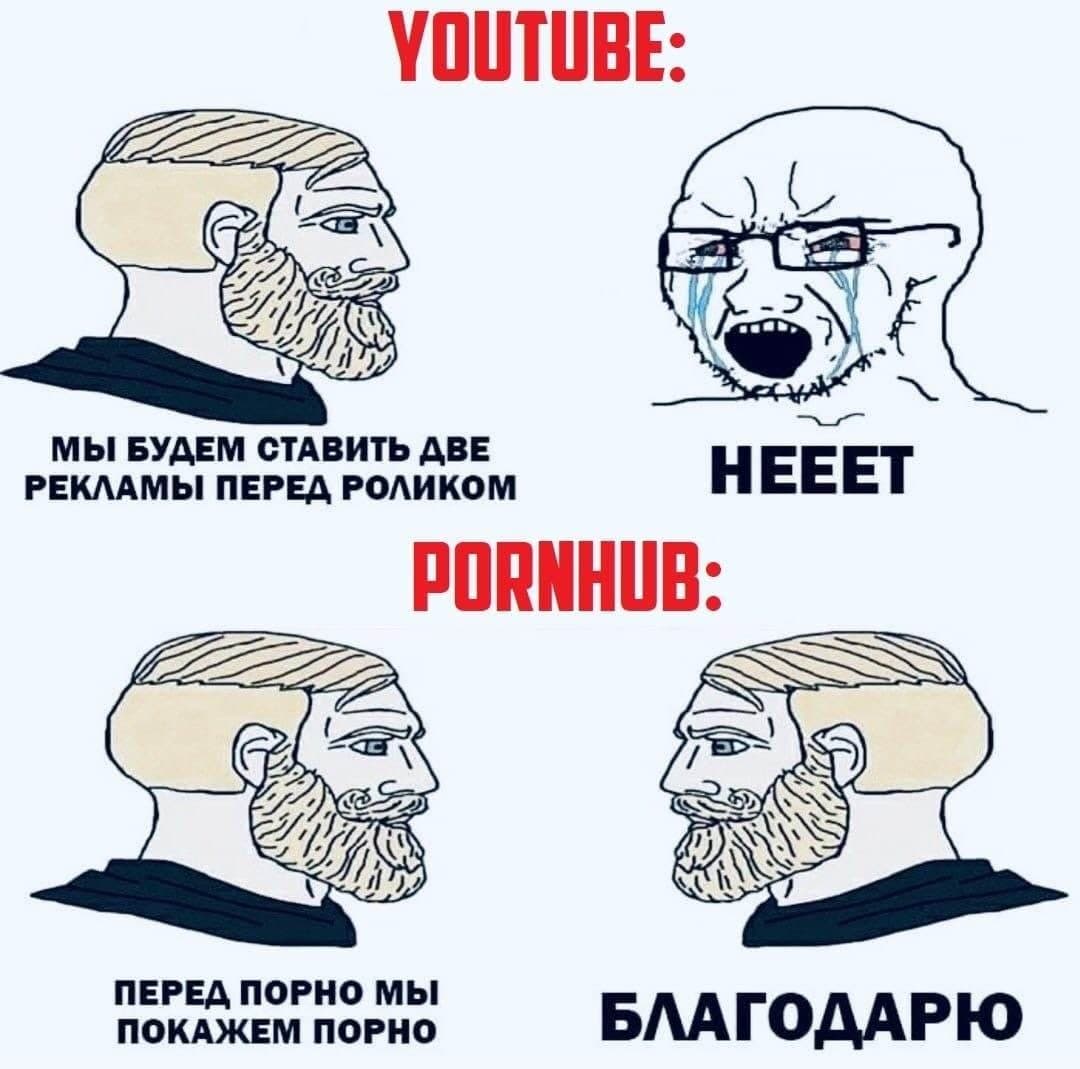 YOUTUBE:
МЫ БУДЕМ СТАВИТЬ ДВЕ
РЕКЛАМЫ ПЕРЕД РОЛИКОМ
НЕЕЕТ
PORNHUB:
ПЕРЕД ПОРНО МЫ
ПОКАЖЕМ ПОРНО
БЛАГОДАРЮ